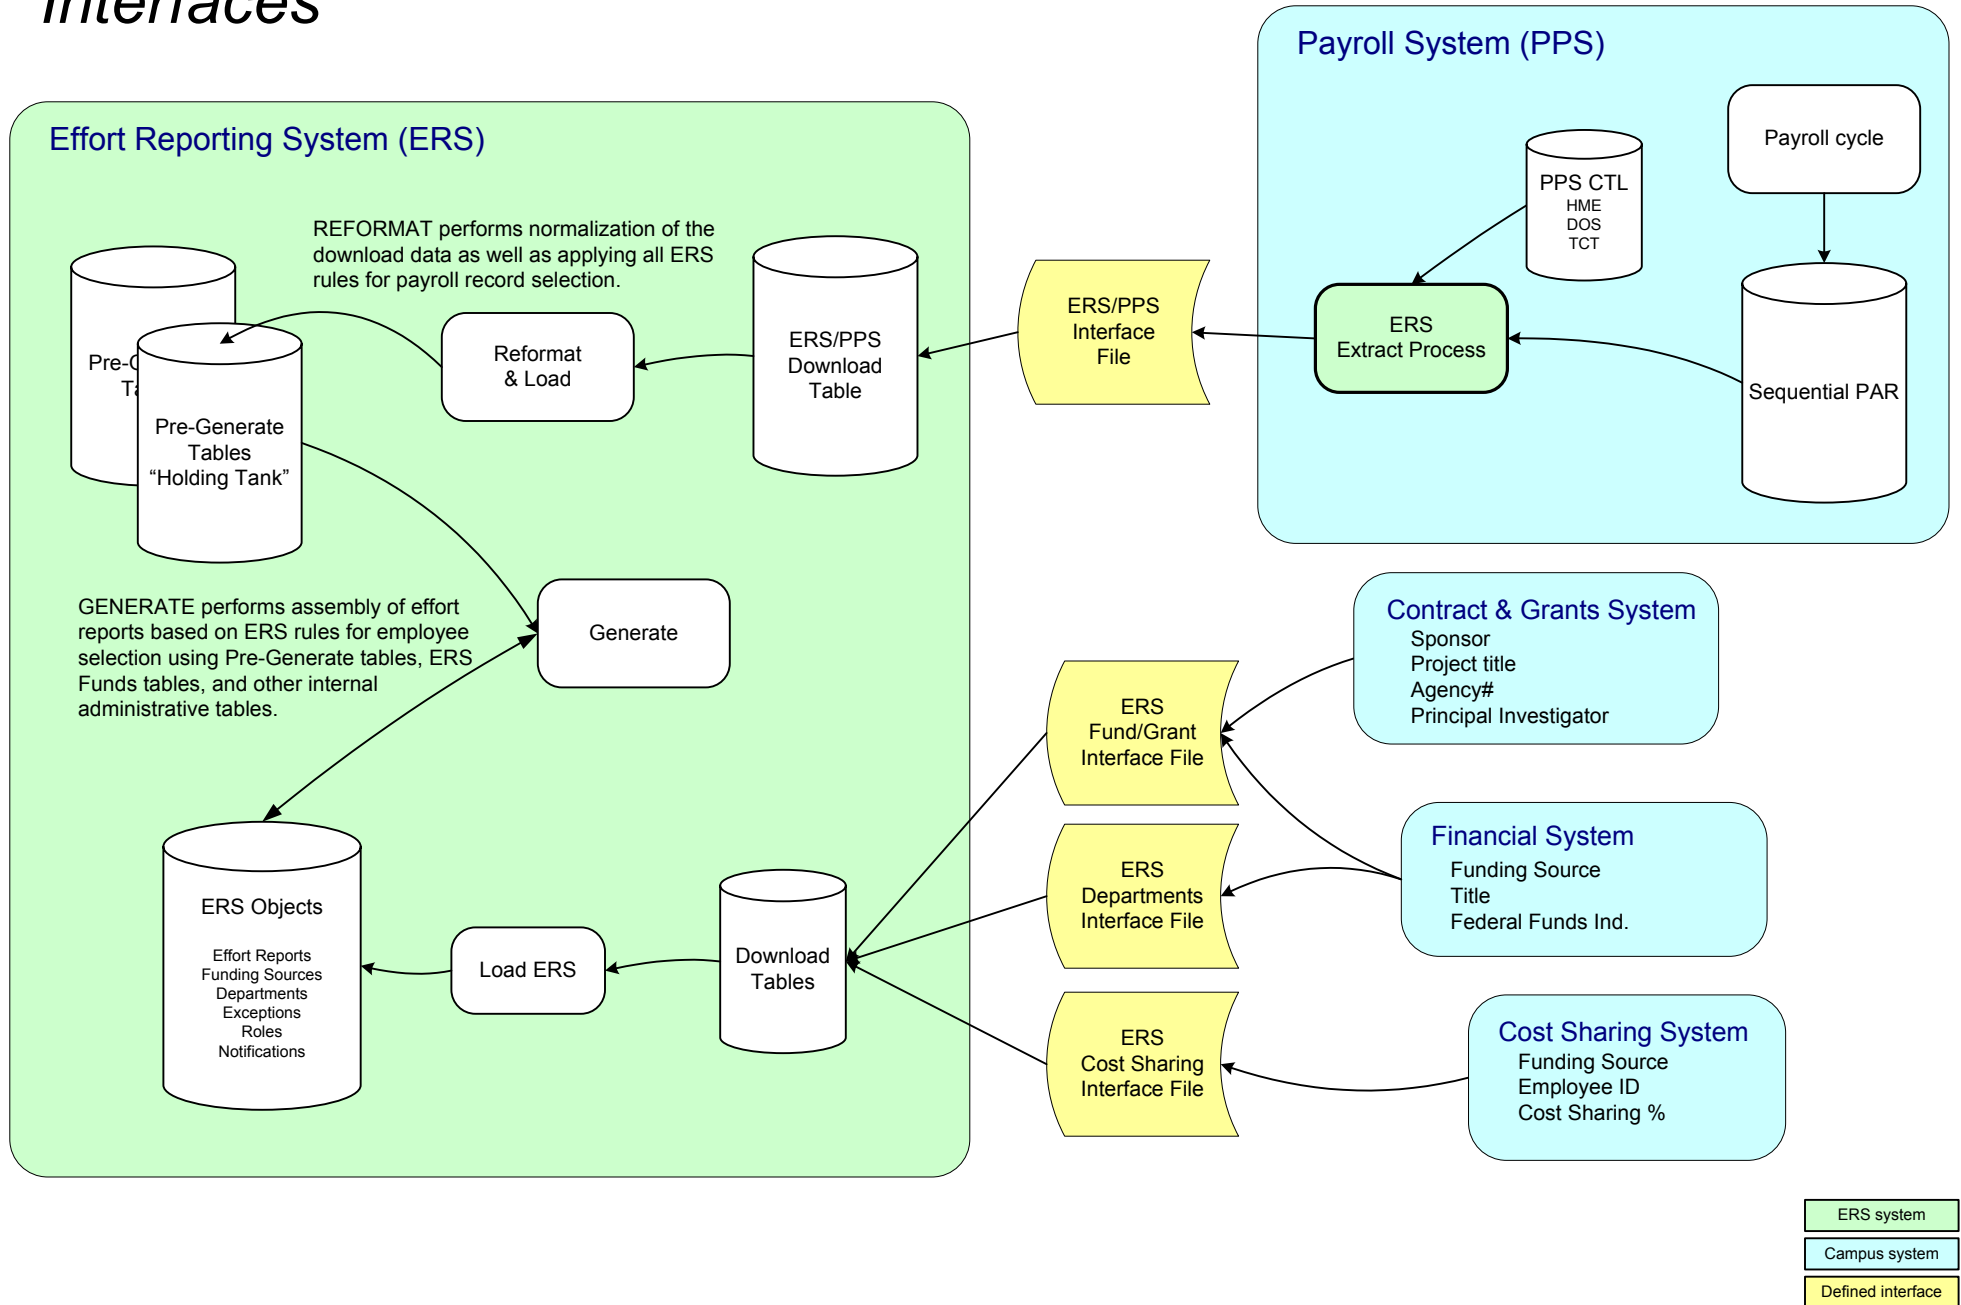 Interfaces
Payroll System (PPS)
Payroll cycle
PPS CTL
HME
DOS
TCT
ERS
Extract Process
Sequential PAR
Effort Reporting System (ERS)
REFORMAT performs normalization of the
download data as well as applying all ERS
rules for payroll record selection.
Pre-Generate
Tables
“Holding Tank”
Reformat
& Load
ERS/PPS
Download
Table
ERS/PPS
Interface
File
GENERATE performs assembly of effort
reports based on ERS rules for employee
selection using Pre-Generate tables, ERS
Funds tables, and other internal
administrative tables.
Generate
ERS Objects
Effort Reports
Funding Sources
Departments
Exceptions
Roles
Notifications
Load ERS
Download
Tables
ERS
Fund/Grant
Interface File
ERS
Departments
Interface File
ERS
Cost Sharing
Interface File
Contract & Grants System
Sponsor
Project title
Agency#
Principal Investigator
Financial System
Funding Source
Title
Federal Funds Ind.
Cost Sharing System
Funding Source
Employee ID
Cost Sharing %
ERS system
Campus system
Defined interface